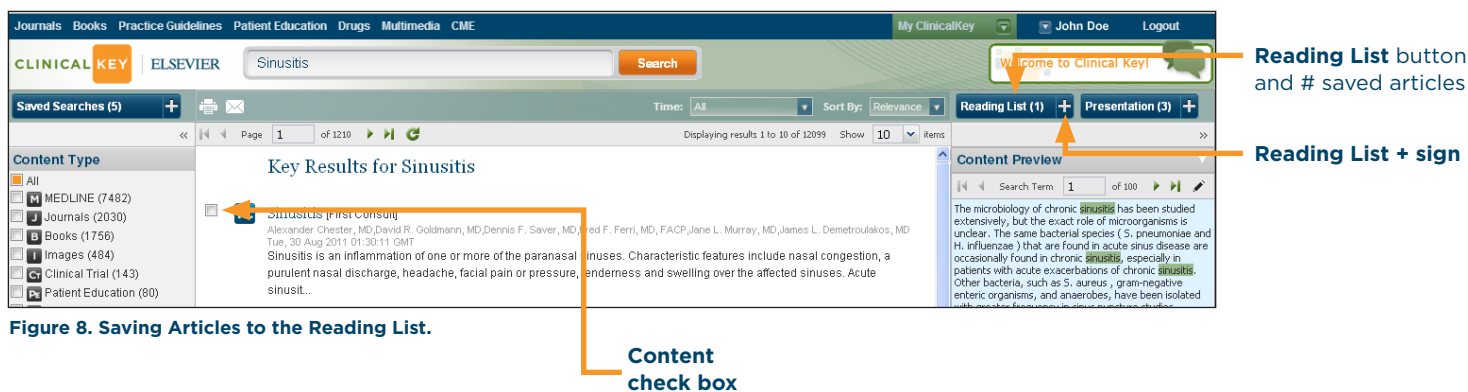 Journals Books Practice Guidelines Patient Education Drugs Multimedia CME My ClinicalKey John Doe Logout
CLINICAL KEY ELSEVIER Sinusitis Search Welcome to Clinical Key!
Reading List button
and # saved articles
Saved Searches (5) + Time: All Sort By: Relevance Reading List (1) + Presentation (3) +
« Page 1 of 1210 Displaying results 1 to 10 of 12099 Show 10 items »
Reading List + sign
Content Type
All
M MEDLINE (7482)
J Journals (2030)
B Books (1756)
I Images (484)
CT Clinical Trial (143)
PE Patient Education (80)
Key Results for Sinusitis
Sinusitis [First Consult]
Alexander Chester, MD,David R. Goldmann, MD,Dennis F. Saver, MD,Fred F. Ferri, MD, FACP,Jane L. Murray, MD,James L. Demetroulakos, MD
Tue, 30 Aug 2011 01:30:11 GMT
Sinusitis is an inflammation of one or more of the paranasal sinuses. Characteristic features include nasal congestion, a
purulent nasal discharge, headache, facial pain or pressure, tenderness and swelling over the affected sinuses. Acute
sinusit...
Content Preview
Search Term 1 of 100
The microbiology of chronic sinusitis has been studied
extensively, but the exact role of microorganisms is
unclear. The same bacterial species ( S. pneumoniae and
H. influenzae ) that are found in acute sinus disease are
occasionally found in chronic sinusitis, especially in
patients with acute exacerbations of chronic sinusitis.
Other bacteria, such as S. aureus , gram-negative
enteric organisms, and anaerobes, have been isolated
with greater frequency in sinus puncture studies
Figure 8. Saving Articles to the Reading List.
Content
check box